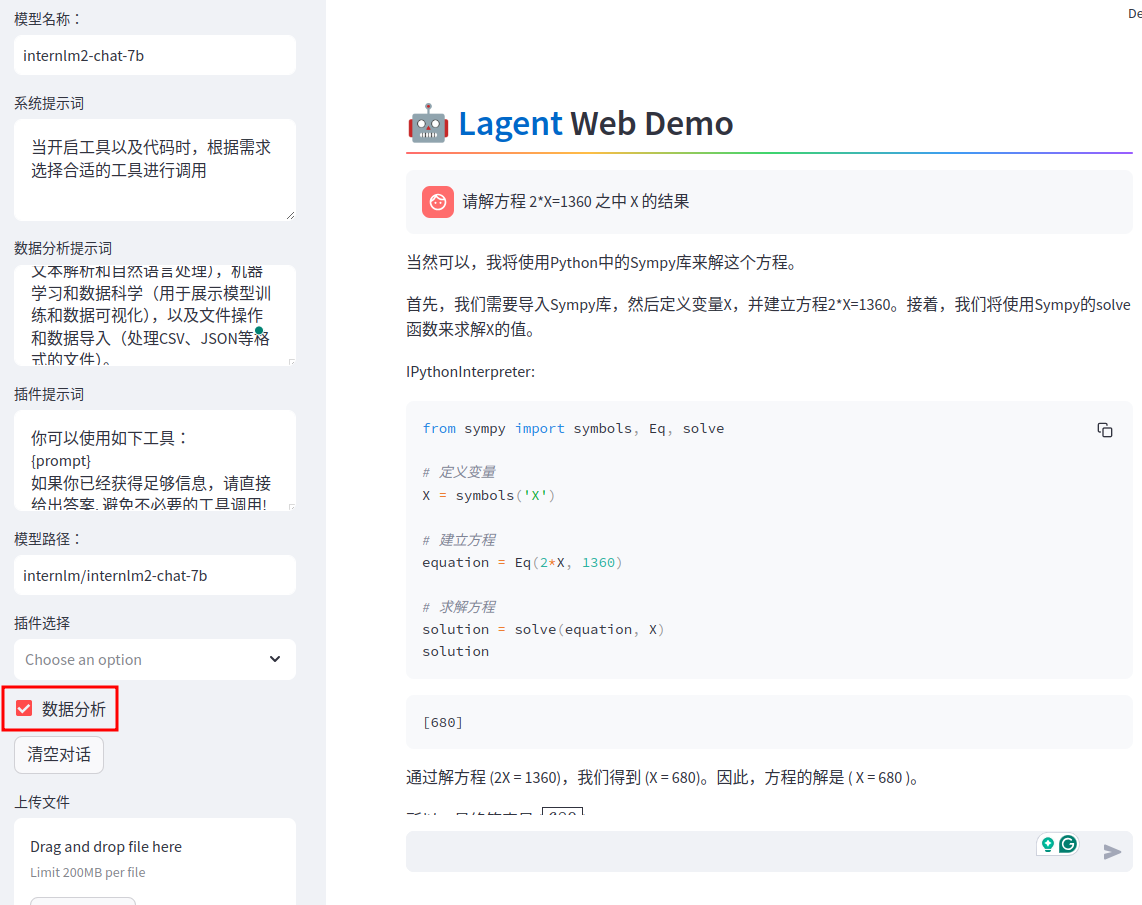 模型名称：
internlm2-chat-7b
系统提示词
当开启工具以及代码时，根据需求
选择合适的工具进行调用
数据分析提示词
文本解析和自然语言处理），机器
学习和数据科学（用于展示模型训
练和数据可视化），以及文件操作
和数据导入（处理CSV、JSON等格
式的文件）。
插件提示词
你可以使用如下工具：
{prompt}
如果你已经获得足够信息，请直接
给出答案. 避免不必要的工具调用!
模型路径：
internlm/internlm2-chat-7b
插件选择
Choose an option
数据分析
清空对话
上传文件
Drag and drop file here
Limit 200MB per file
De
Lagent Web Demo
请解方程 2*X=1360 之中 X 的结果
当然可以，我将使用Python中的Sympy库来解这个方程。
首先，我们需要导入Sympy库，然后定义变量X，并建立方程2*X=1360。接着，我们将使用Sympy的solve
函数来求解X的值。
IPythonInterpreter:
from sympy import symbols, Eq, solve
# 定义变量
X = symbols('X')
# 建立方程
equation = Eq(2*X, 1360)
# 求解方程
solution = solve(equation, X)
solution
[680]
通过解方程 (2X = 1360)，我们得到 (X = 680)。因此，方程的解是 ( X = 680 )。